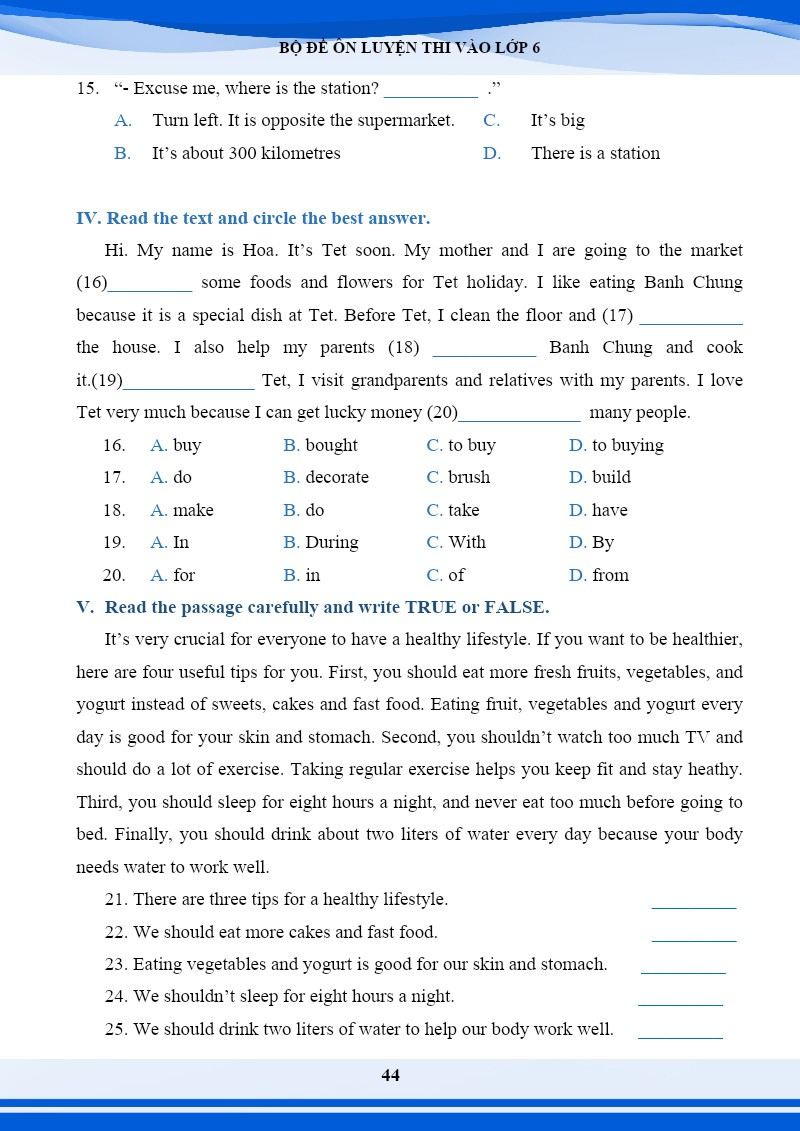 BỘ ĐỀ ÔN LUYỆN THI VÀO LỚP 6
15. “- Excuse me, where is the station? __________ .”
A. Turn left. It is opposite the supermarket. C. It’s big
B. It’s about 300 kilometres D. There is a station
IV. Read the text and circle the best answer.
Hi. My name is Hoa. It’s Tet soon. My mother and I are going to the market
(16)_________ some foods and flowers for Tet holiday. I like eating Banh Chung
because it is a special dish at Tet. Before Tet, I clean the floor and (17) ___________
the house. I also help my parents (18) ___________ Banh Chung and cook
it.(19)______________ Tet, I visit grandparents and relatives with my parents. I love
Tet very much because I can get lucky money (20)_____________ many people.
16. A. buy B. bought C. to buy D. to buying
17. A. do B. decorate C. brush D. build
18. A. make B. do C. take D. have
19. A. In B. During C. With D. By
20. A. for B. in C. of D. from
V. Read the passage carefully and write TRUE or FALSE.
It’s very crucial for everyone to have a healthy lifestyle. If you want to be healthier,
here are four useful tips for you. First, you should eat more fresh fruits, vegetables, and
yogurt instead of sweets, cakes and fast food. Eating fruit, vegetables and yogurt every
day is good for your skin and stomach. Second, you shouldn’t watch too much TV and
should do a lot of exercise. Taking regular exercise helps you keep fit and stay heathy.
Third, you should sleep for eight hours a night, and never eat too much before going to
bed. Finally, you should drink about two liters of water every day because your body
needs water to work well.
21. There are three tips for a healthy lifestyle. _________
22. We should eat more cakes and fast food. _________
23. Eating vegetables and yogurt is good for our skin and stomach. _________
24. We shouldn’t sleep for eight hours a night. _________
25. We should drink two liters of water to help our body work well. _________
44